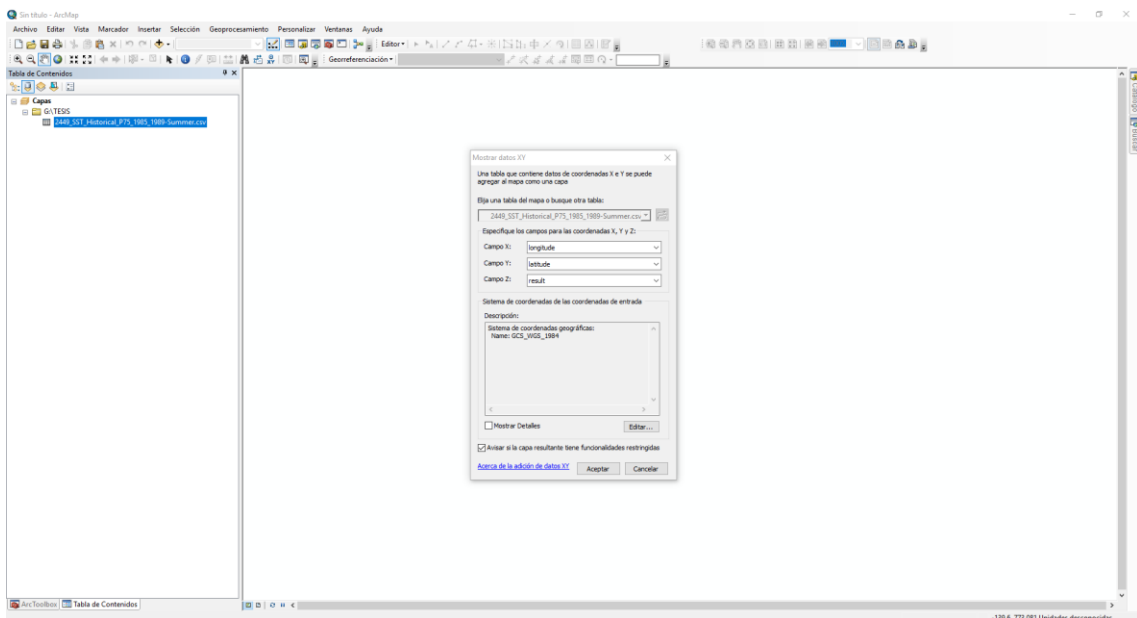 Sin título - ArcMap
Archivo Editar Vista Marcador Insertar Selección Geoprocesamiento Personalizar Ventanas Ayuda
Editor
Georreferenciación
Tabla de Contenidos
Capas
G:\TESIS
2449_SST_Historical_P75_1985_1989-Summer.csv
Mostrar datos XY
Una tabla que contiene datos de coordenadas X e Y se puede
agregar al mapa como una capa
Elija una tabla del mapa o busque otra tabla:
2449_SST_Historical_P75_1985_1989-Summer.csv
Especifique los campos para las coordenadas X, Y y Z:
Campo X: longitude
Campo Y: latitude
Campo Z: result
Sistema de coordenadas de las coordenadas de entrada
Descripción:
Sistema de coordenadas geográficas:
Name: GCS_WGS_1984
Mostrar Detalles
Editar...
Avisar si la capa resultante tiene funcionalidades restringidas
Acerca de la adición de datos XY
Aceptar Cancelar
Catálogo
Buscar
ArcToolbox Tabla de Contenidos